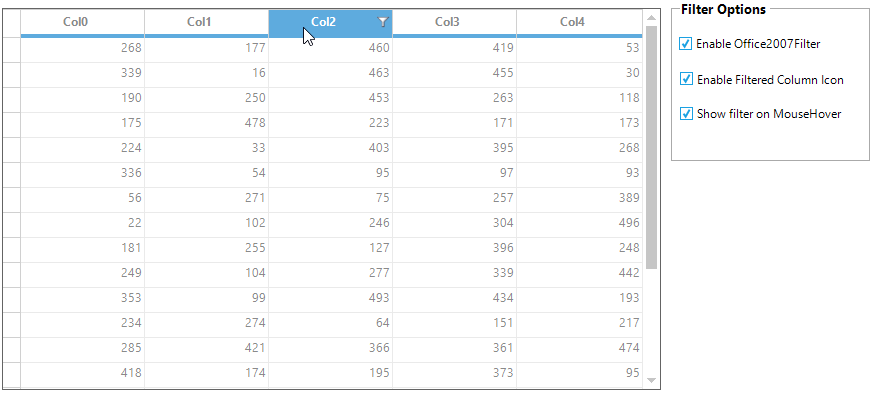 Col0 Col1 Col2 Col3 Col4
268 177 460 419 53
339 16 463 455 30
190 250 453 263 118
175 478 223 171 173
224 33 403 395 268
336 54 95 97 93
56 271 75 257 389
22 102 246 304 496
181 255 127 396 248
249 104 277 339 442
353 99 493 434 193
234 274 64 151 217
285 421 366 361 474
418 174 195 373 95
Filter Options
Enable Office2007Filter
Enable Filtered Column Icon
Show filter on MouseHover